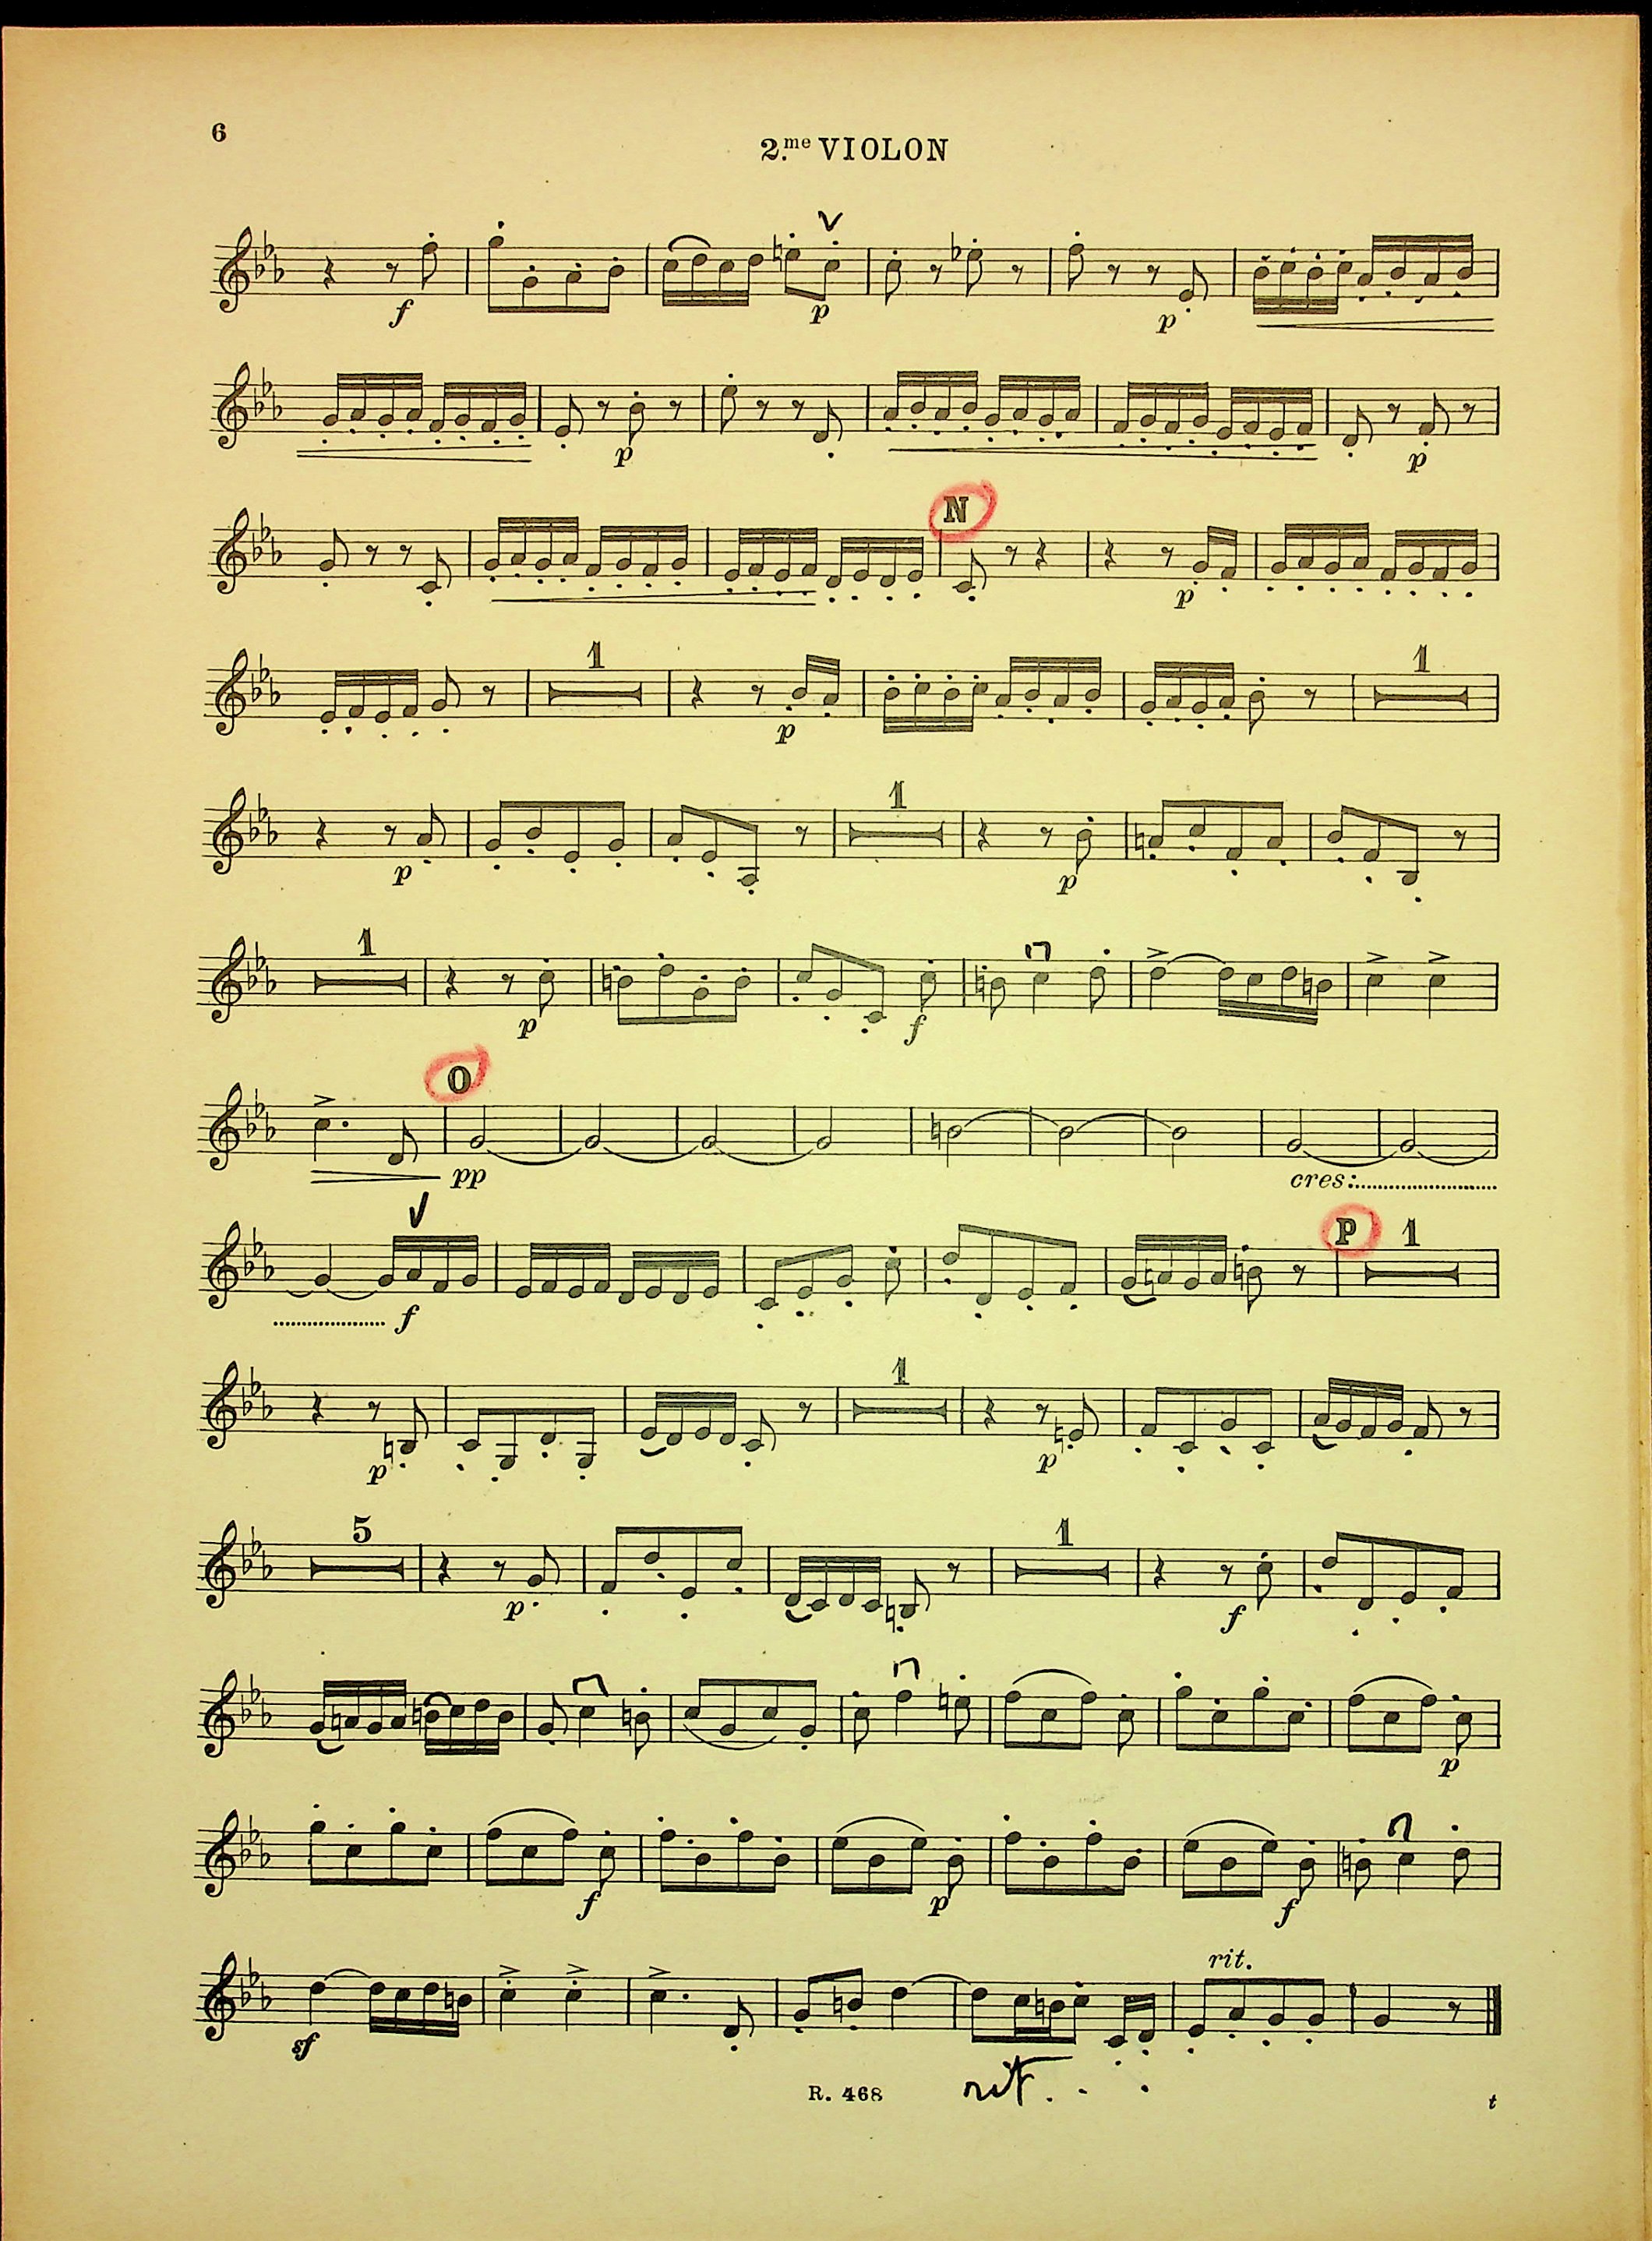 6
2.me VIOLON
f p p
p p
N
p
1 1
p
1
p p
1
p f
O
pp cres:
P 1
f
1
p p
5 1
p f
p
f p f
rit.
sf
R. 468 rit. t